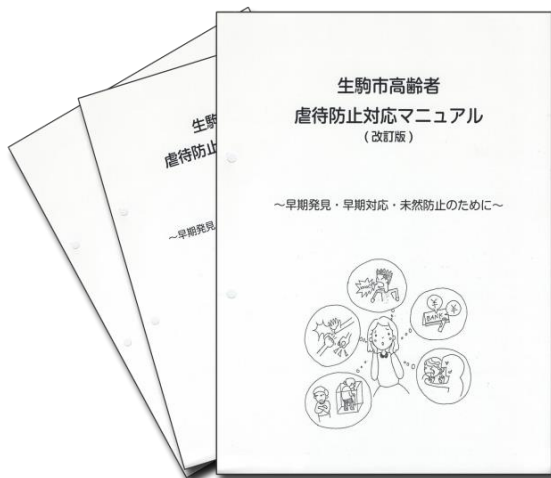 生駒市高齢者
虐待防止対応マニュアル
(改訂版)
～早期発見・早期対応・未然防止のために～
BANK
¥
¥
生駒
虐待防止
～早期発見